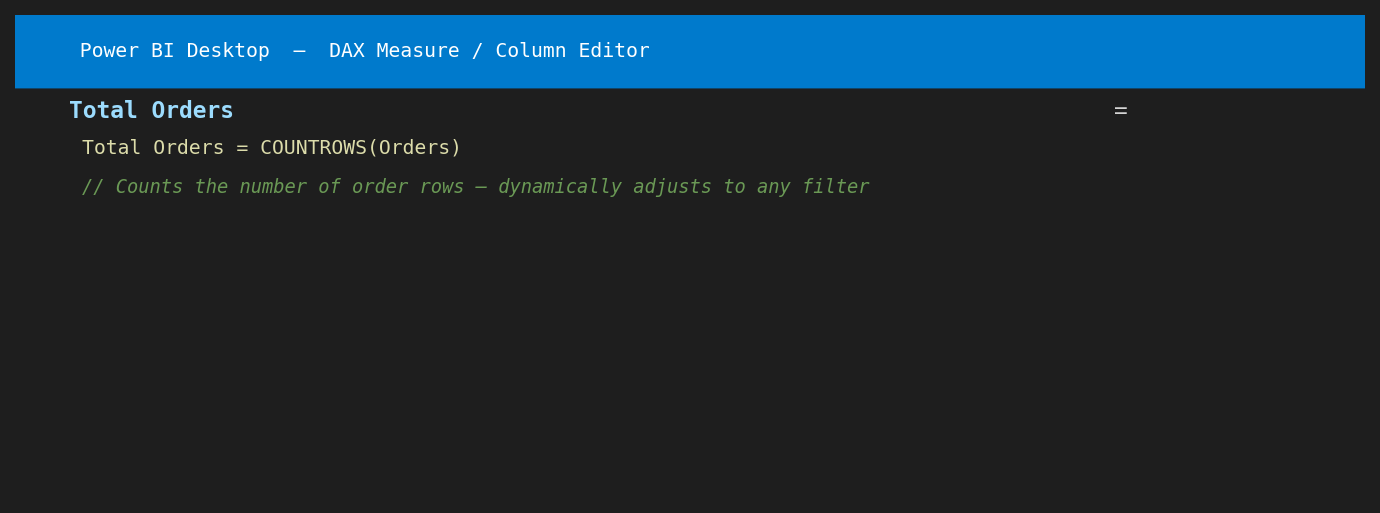 Power BI Desktop  —  DAX Measure / Column Editor
Total Orders =
Total Orders = COUNTROWS(Orders)
// Counts the number of order rows — dynamically adjusts to any filter